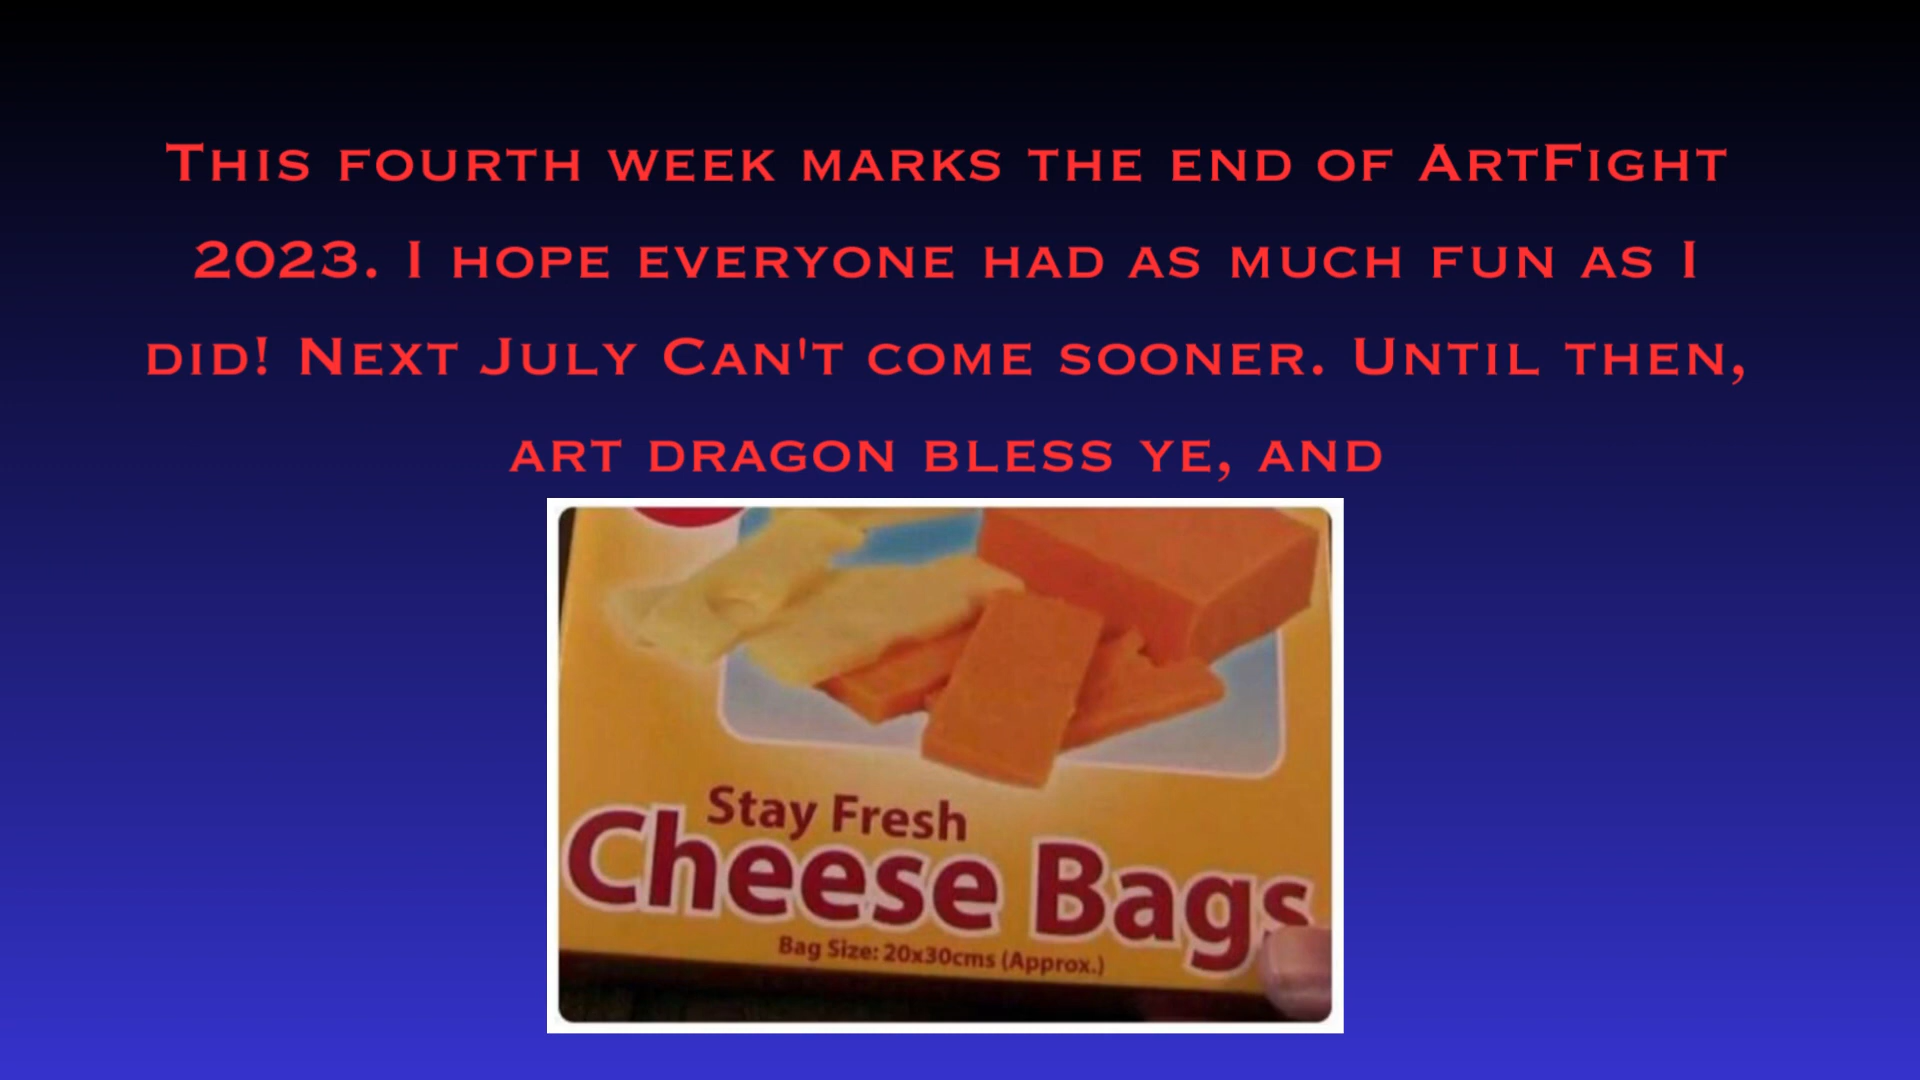 This fourth week marks the end of ArtFight
2023. I hope everyone had as much fun as I
did! Next July Can't come sooner. Until then,
art dragon bless ye, and
Stay Fresh
Cheese Bags
Bag Size: 20x30cms (Approx.)